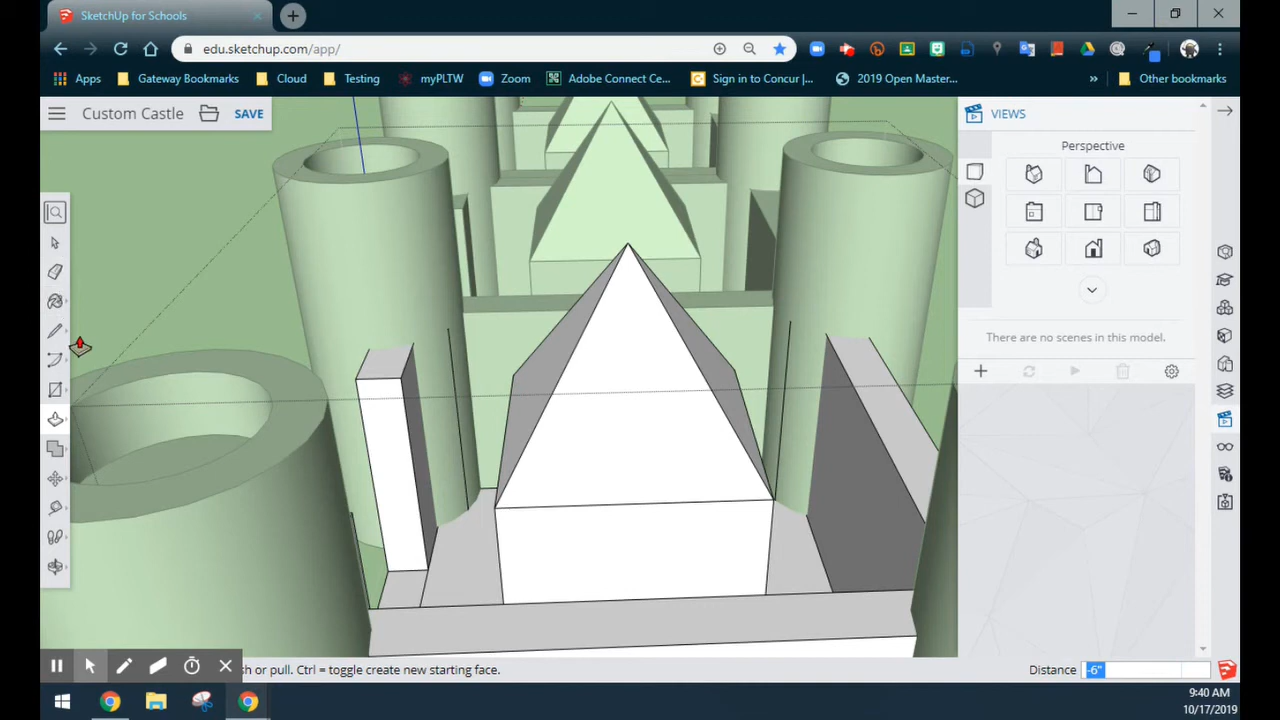 SketchUp for Schools
edu.sketchup.com/app/
Apps Gateway Bookmarks Cloud Testing myPLTW Zoom Adobe Connect Ce... Sign in to Concur |... 2019 Open Master... » Other bookmarks
Custom Castle SAVE
VIEWS
Perspective
There are no scenes in this model.
sh or pull. Ctrl = toggle create new starting face.
Distance -6"
9:40 AM
10/17/2019